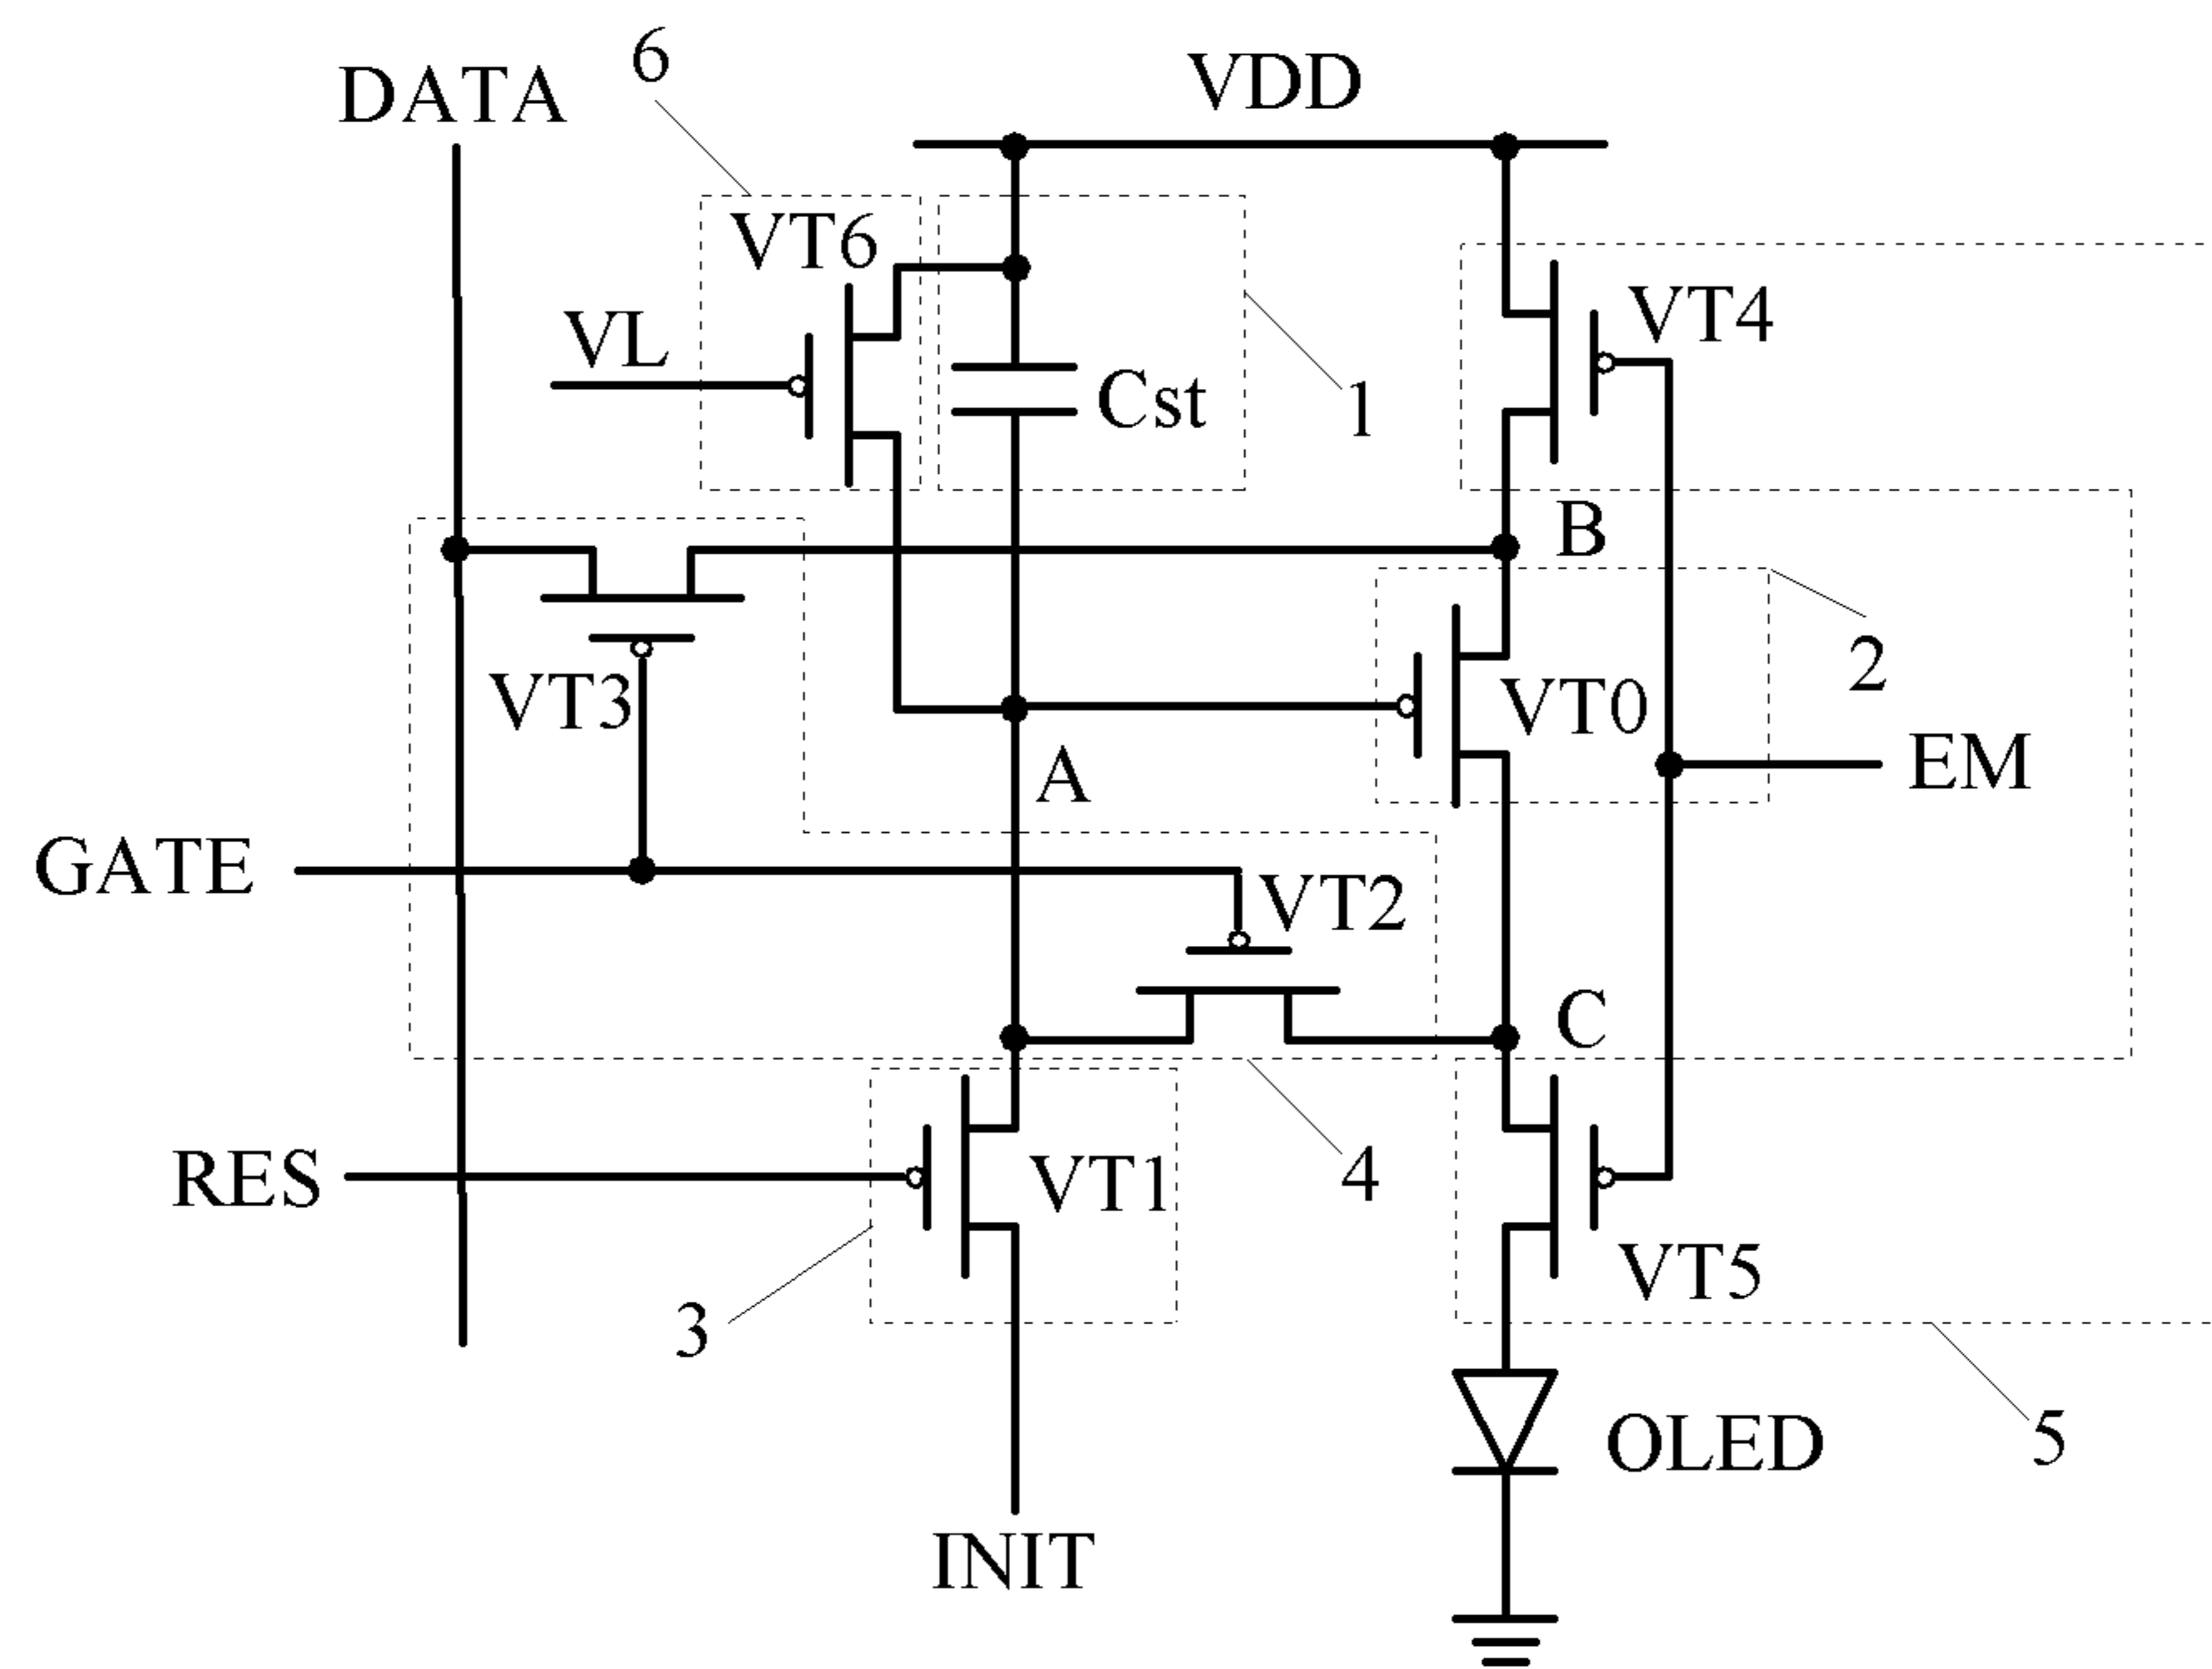 6
DATA
VDD
VT6
VT4
VL
Cst
1
B
VT3
VT0
2
A
EM
GATE
VT2
C
RES
VT1
4
3
VT5
OLED
5
INIT